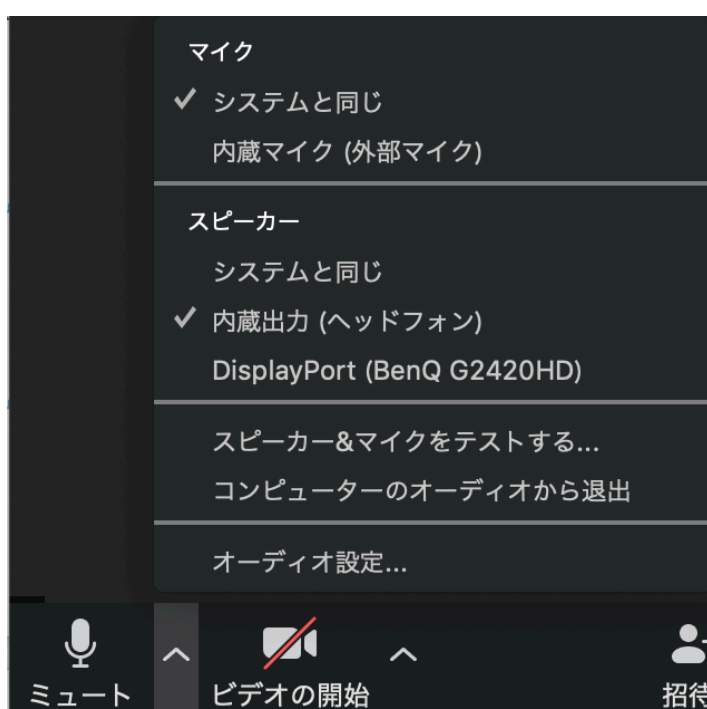 マイク
システムと同じ
内蔵マイク (外部マイク)
スピーカー
システムと同じ
内蔵出力 (ヘッドフォン)
DisplayPort (BenQ G2420HD)
スピーカー&マイクをテストする...
コンピューターのオーディオから退出
オーディオ設定...
ミュート ビデオの開始 招待